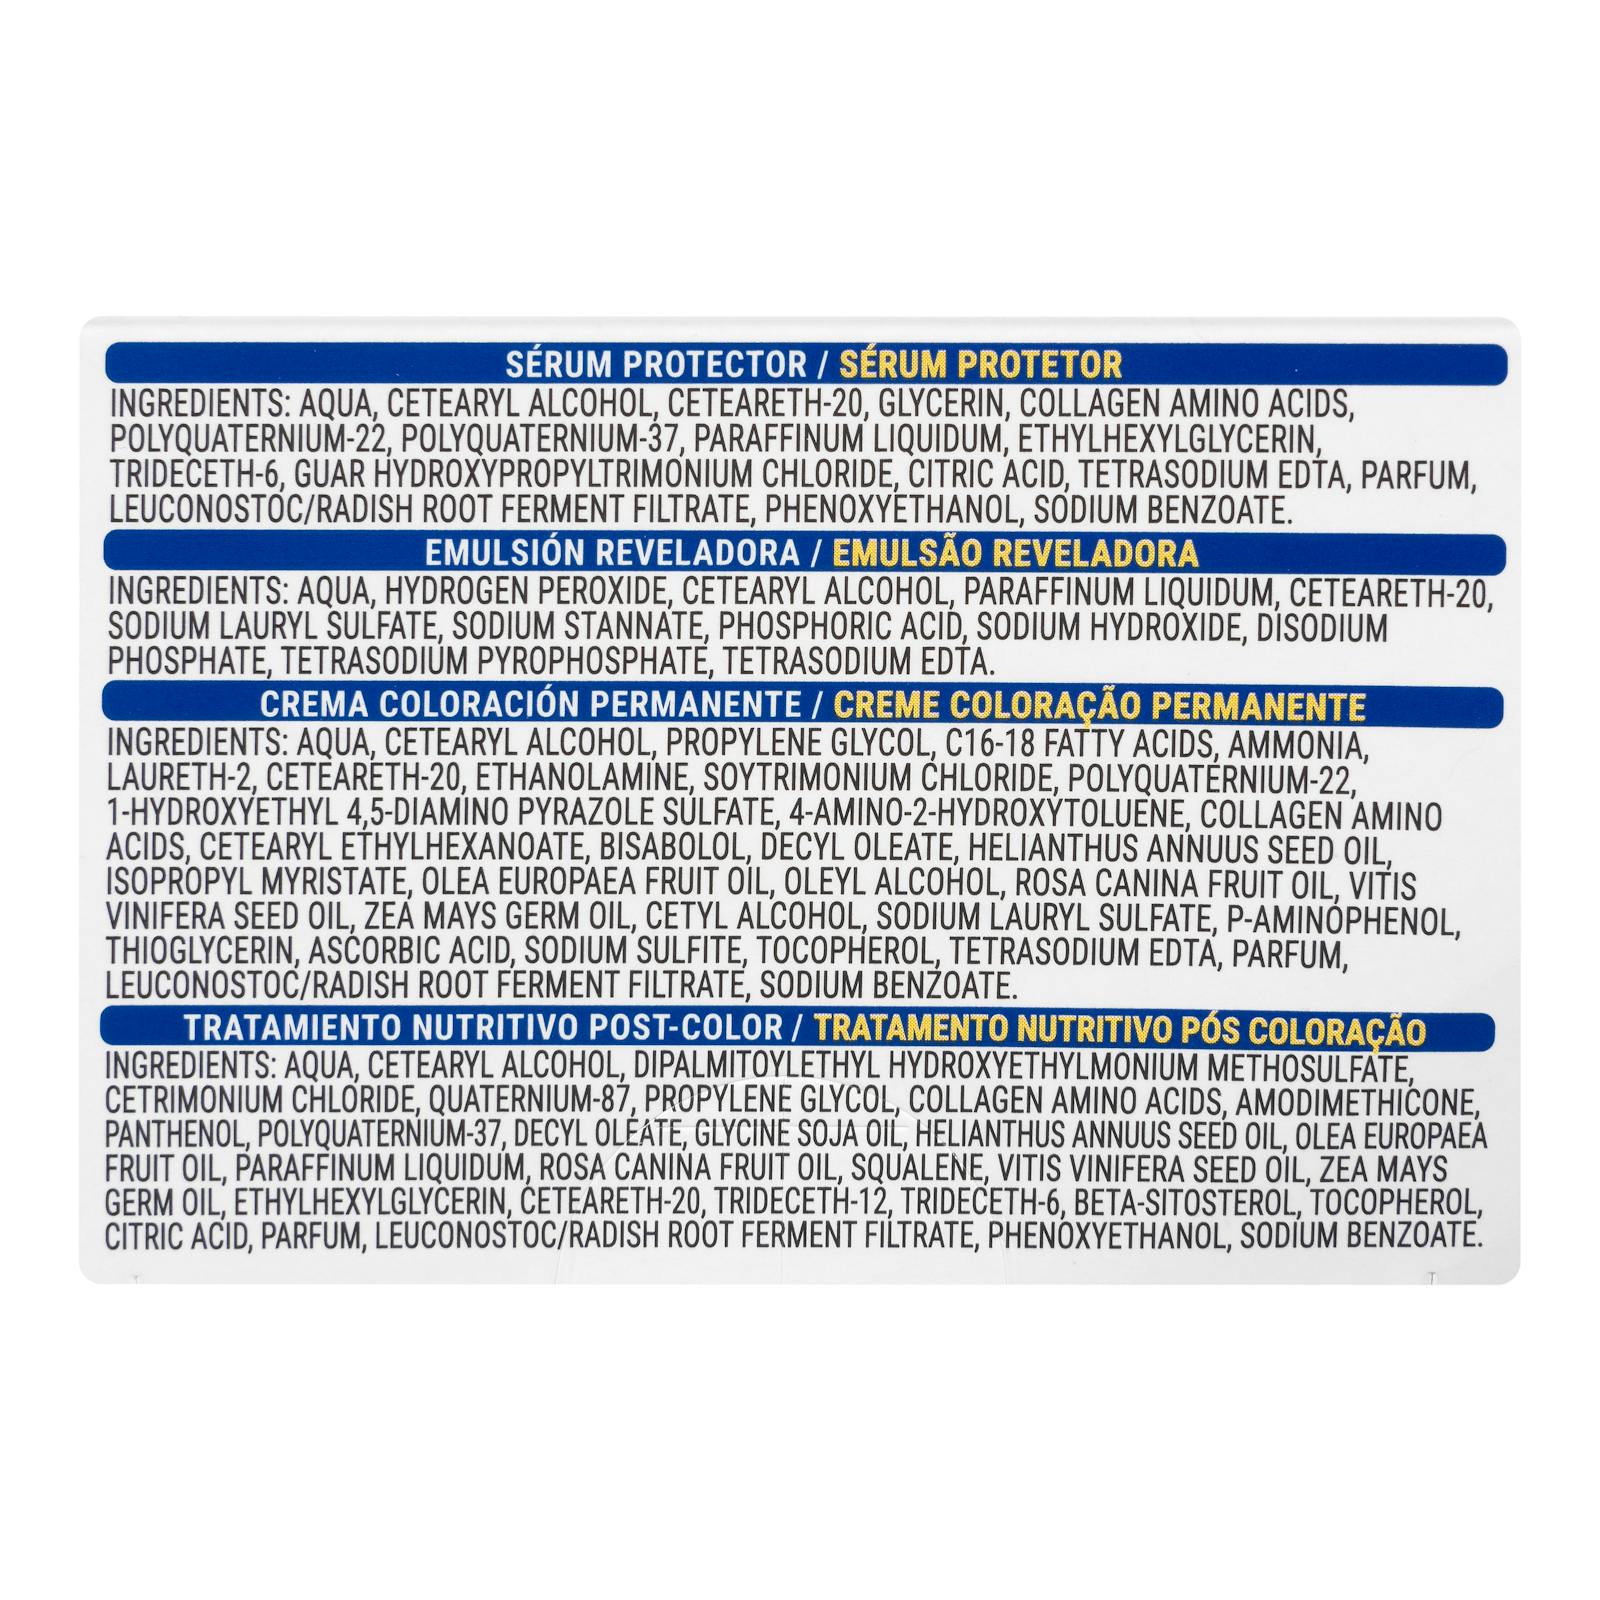 SÉRUM PROTECTOR / SÉRUM PROTETOR
INGREDIENTS: AQUA, CETEARYL ALCOHOL, CETEARETH-20, GLYCERIN, COLLAGEN AMINO ACIDS,
POLYQUATERNIUM-22, POLYQUATERNIUM-37, PARAFFINUM LIQUIDUM, ETHYLHEXYLGLYCERIN,
TRIDECETH-6, GUAR HYDROXYPROPYLTRIMONIUM CHLORIDE, CITRIC ACID, TETRASODIUM EDTA, PARFUM,
LEUCONOSTOC/RADISH ROOT FERMENT FILTRATE, PHENOXYETHANOL, SODIUM BENZOATE.
EMULSIÓN REVELADORA / EMULSÃO REVELADORA
INGREDIENTS: AQUA, HYDROGEN PEROXIDE, CETEARYL ALCOHOL, PARAFFINUM LIQUIDUM, CETEARETH-20,
SODIUM LAURYL SULFATE, SODIUM STANNATE, PHOSPHORIC ACID, SODIUM HYDROXIDE, DISODIUM
PHOSPHATE, TETRASODIUM PYROPHOSPHATE, TETRASODIUM EDTA.
CREMA COLORACIÓN PERMANENTE / CREME COLORAÇÃO PERMANENTE
INGREDIENTS: AQUA, CETEARYL ALCOHOL, PROPYLENE GLYCOL, C16-18 FATTY ACIDS, AMMONIA,
LAURETH-2, CETEARETH-20, ETHANOLAMINE, SOYTRIMONIUM CHLORIDE, POLYQUATERNIUM-22,
1-HYDROXYETHYL 4,5-DIAMINO PYRAZOLE SULFATE, 4-AMINO-2-HYDROXYTOLUENE, COLLAGEN AMINO
ACIDS, CETEARYL ETHYLHEXANOATE, BISABOLOL, DECYL OLEATE, HELIANTHUS ANNUUS SEED OIL,
ISOPROPYL MYRISTATE, OLEA EUROPAEA FRUIT OIL, OLEYL ALCOHOL, ROSA CANINA FRUIT OIL, VITIS
VINIFERA SEED OIL, ZEA MAYS GERM OIL, CETYL ALCOHOL, SODIUM LAURYL SULFATE, P-AMINOPHENOL,
THIOGLYCERIN, ASCORBIC ACID, SODIUM SULFITE, TOCOPHEROL, TETRASODIUM EDTA, PARFUM,
LEUCONOSTOC/RADISH ROOT FERMENT FILTRATE, SODIUM BENZOATE.
TRATAMIENTO NUTRITIVO POST-COLOR / TRATAMENTO NUTRITIVO PÓS COLORAÇÃO
INGREDIENTS: AQUA, CETEARYL ALCOHOL, DIPALMITOYLETHYL HYDROXYETHYLMONIUM METHOSULFATE,
CETRIMONIUM CHLORIDE, QUATERNIUM-87, PROPYLENE GLYCOL, COLLAGEN AMINO ACIDS, AMODIMETHICONE,
PANTHENOL, POLYQUATERNIUM-37, DECYL OLEATE, GLYCINE SOJA OIL, HELIANTHUS ANNUUS SEED OIL, OLEA EUROPAEA
FRUIT OIL, PARAFFINUM LIQUIDUM, ROSA CANINA FRUIT OIL, SQUALENE, VITIS VINIFERA SEED OIL, ZEA MAYS
GERM OIL, ETHYLHEXYLGLYCERIN, CETEARETH-20, TRIDECETH-12, TRIDECETH-6, BETA-SITOSTEROL, TOCOPHEROL,
CITRIC ACID, PARFUM, LEUCONOSTOC/RADISH ROOT FERMENT FILTRATE, PHENOXYETHANOL, SODIUM BENZOATE.